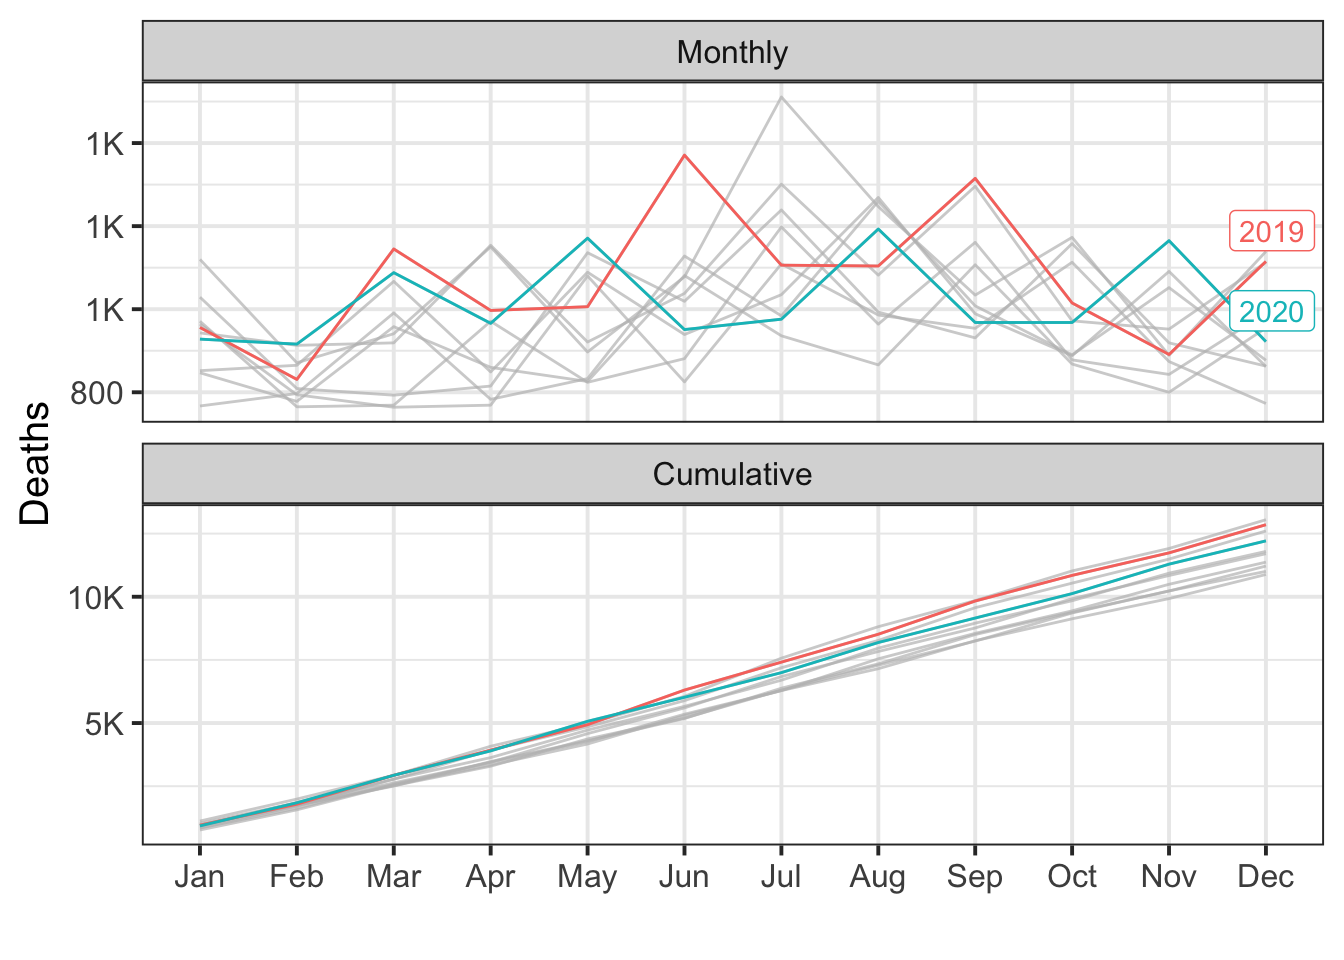 Monthly
1K
1K
1K
800
2019
2020
Deaths
Cumulative
10K
5K
Jan Feb Mar Apr May Jun Jul Aug Sep Oct Nov Dec